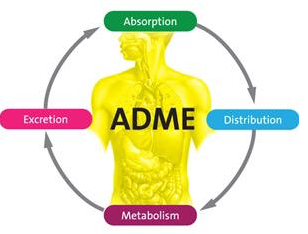 Absorption
Excretion
ADME
Distribution
Metabolism